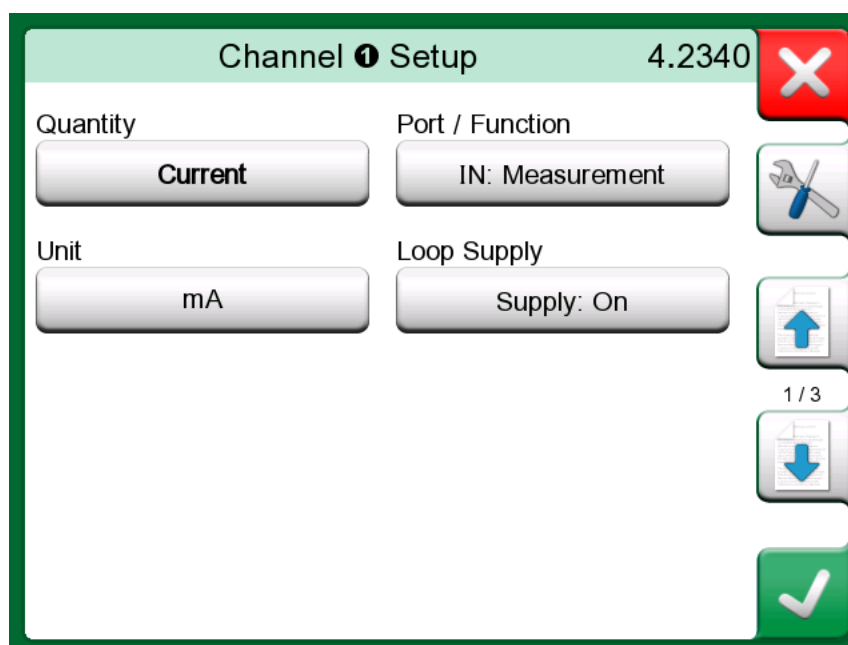 Channel ❶ Setup 4.2340
Quantity Port / Function
Current IN: Measurement
Unit Loop Supply
mA Supply: On
1 / 3